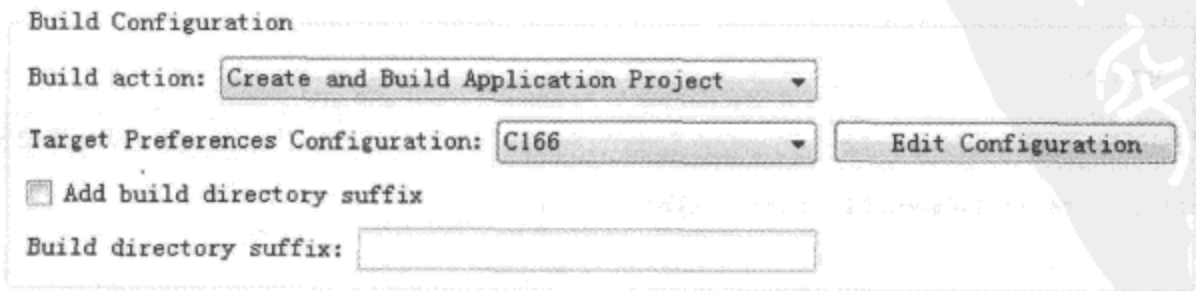 Build Configuration
Build action: Create and Build Application Project
Target Preferences Configuration: C166 Edit Configuration
Add build directory suffix
Build directory suffix: